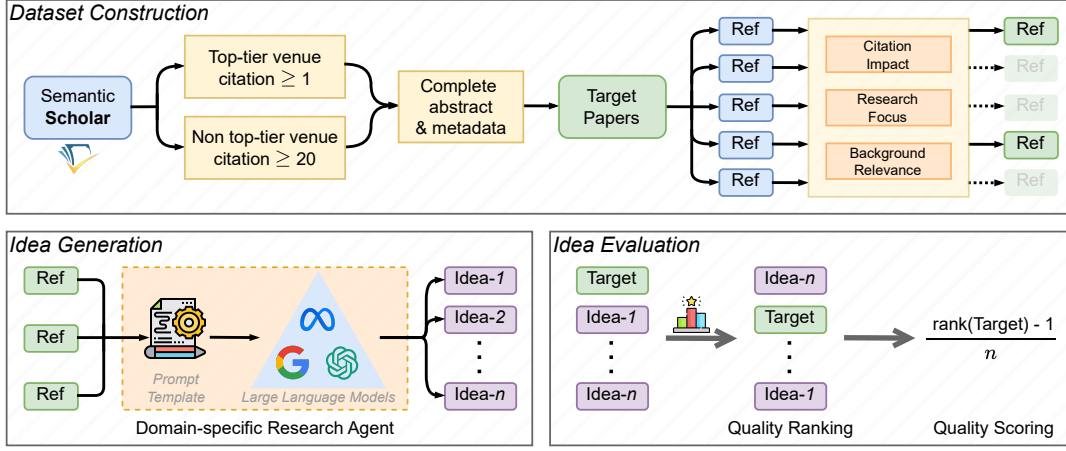 Dataset Construction
Semantic
Scholar
Top-tier venue
citation ≥ 1
Non top-tier venue
citation ≥ 20
Complete
abstract
& metadata
Target
Papers
Ref
Ref
Ref
Ref
Ref
Citation
Impact
Research
Focus
Background
Relevance
Ref
Ref
Ref
Ref
Ref
Idea Generation
Ref
Ref
Ref
Prompt
Template
Large Language Models
Idea-1
Idea-2
Idea-n
Domain-specific Research Agent
Idea Evaluation
Target
Idea-1
Idea-n
Idea-n
Target
Idea-1
Quality Ranking
rank(Target) - 1
n
Quality Scoring